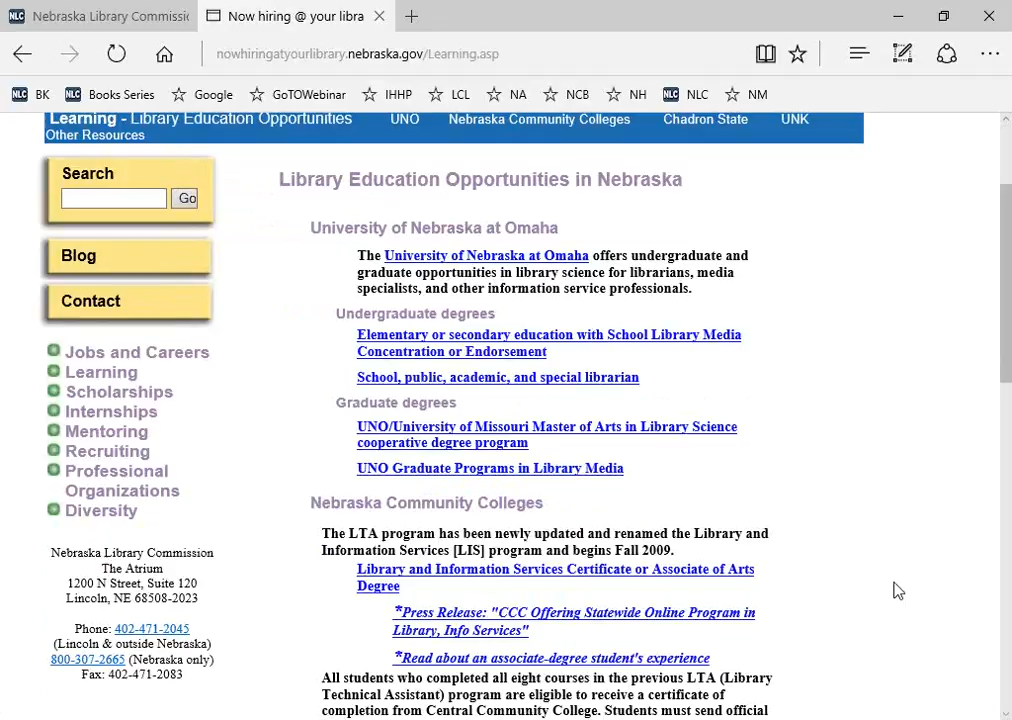 NLC Nebraska Library Commissi
Now hiring @ your libra
nowhiringatyourlibrary.nebraska.gov/Learning.asp
NLC BK NLC Books Series Google GoTOWebinar IHHP LCL NA NCB NH NLC NLC NM
Learning - Library Education Opportunities UNO Nebraska Community Colleges Chadron State UNK
Other Resources
Search
Go
Blog
Contact
Jobs and Careers
Learning
Scholarships
Internships
Mentoring
Recruiting
Professional
Organizations
Diversity
Nebraska Library Commission
The Atrium
1200 N Street, Suite 120
Lincoln, NE 68508-2023
Phone: 402-471-2045
(Lincoln & outside Nebraska)
800-307-2665 (Nebraska only)
Fax: 402-471-2083
Library Education Opportunities in Nebraska
University of Nebraska at Omaha
The University of Nebraska at Omaha offers undergraduate and
graduate opportunities in library science for librarians, media
specialists, and other information service professionals.
Undergraduate degrees
Elementary or secondary education with School Library Media
Concentration or Endorsement
School, public, academic, and special librarian
Graduate degrees
UNO/University of Missouri Master of Arts in Library Science
cooperative degree program
UNO Graduate Programs in Library Media
Nebraska Community Colleges
The LTA program has been newly updated and renamed the Library and
Information Services [LIS] program and begins Fall 2009.
Library and Information Services Certificate or Associate of Arts
Degree
*Press Release: "CCC Offering Statewide Online Program in
Library, Info Services"
*Read about an associate-degree student's experience
All students who completed all eight courses in the previous LTA (Library
Technical Assistant) program are eligible to receive a certificate of
completion from Central Community College. Students must send official